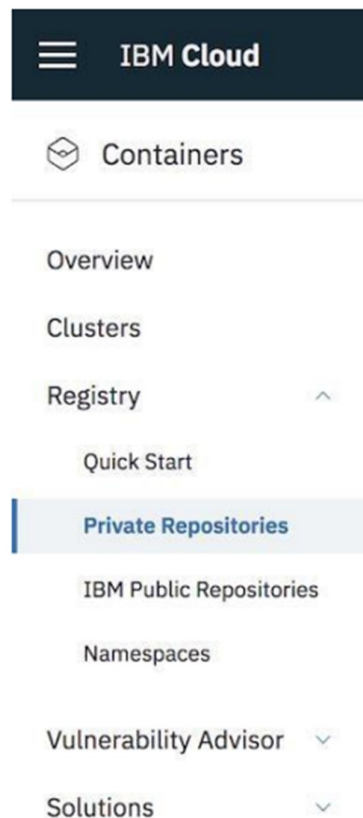 IBM Cloud
Containers
Overview
Clusters
Registry
Quick Start
Private Repositories
IBM Public Repositories
Namespaces
Vulnerability Advisor
Solutions